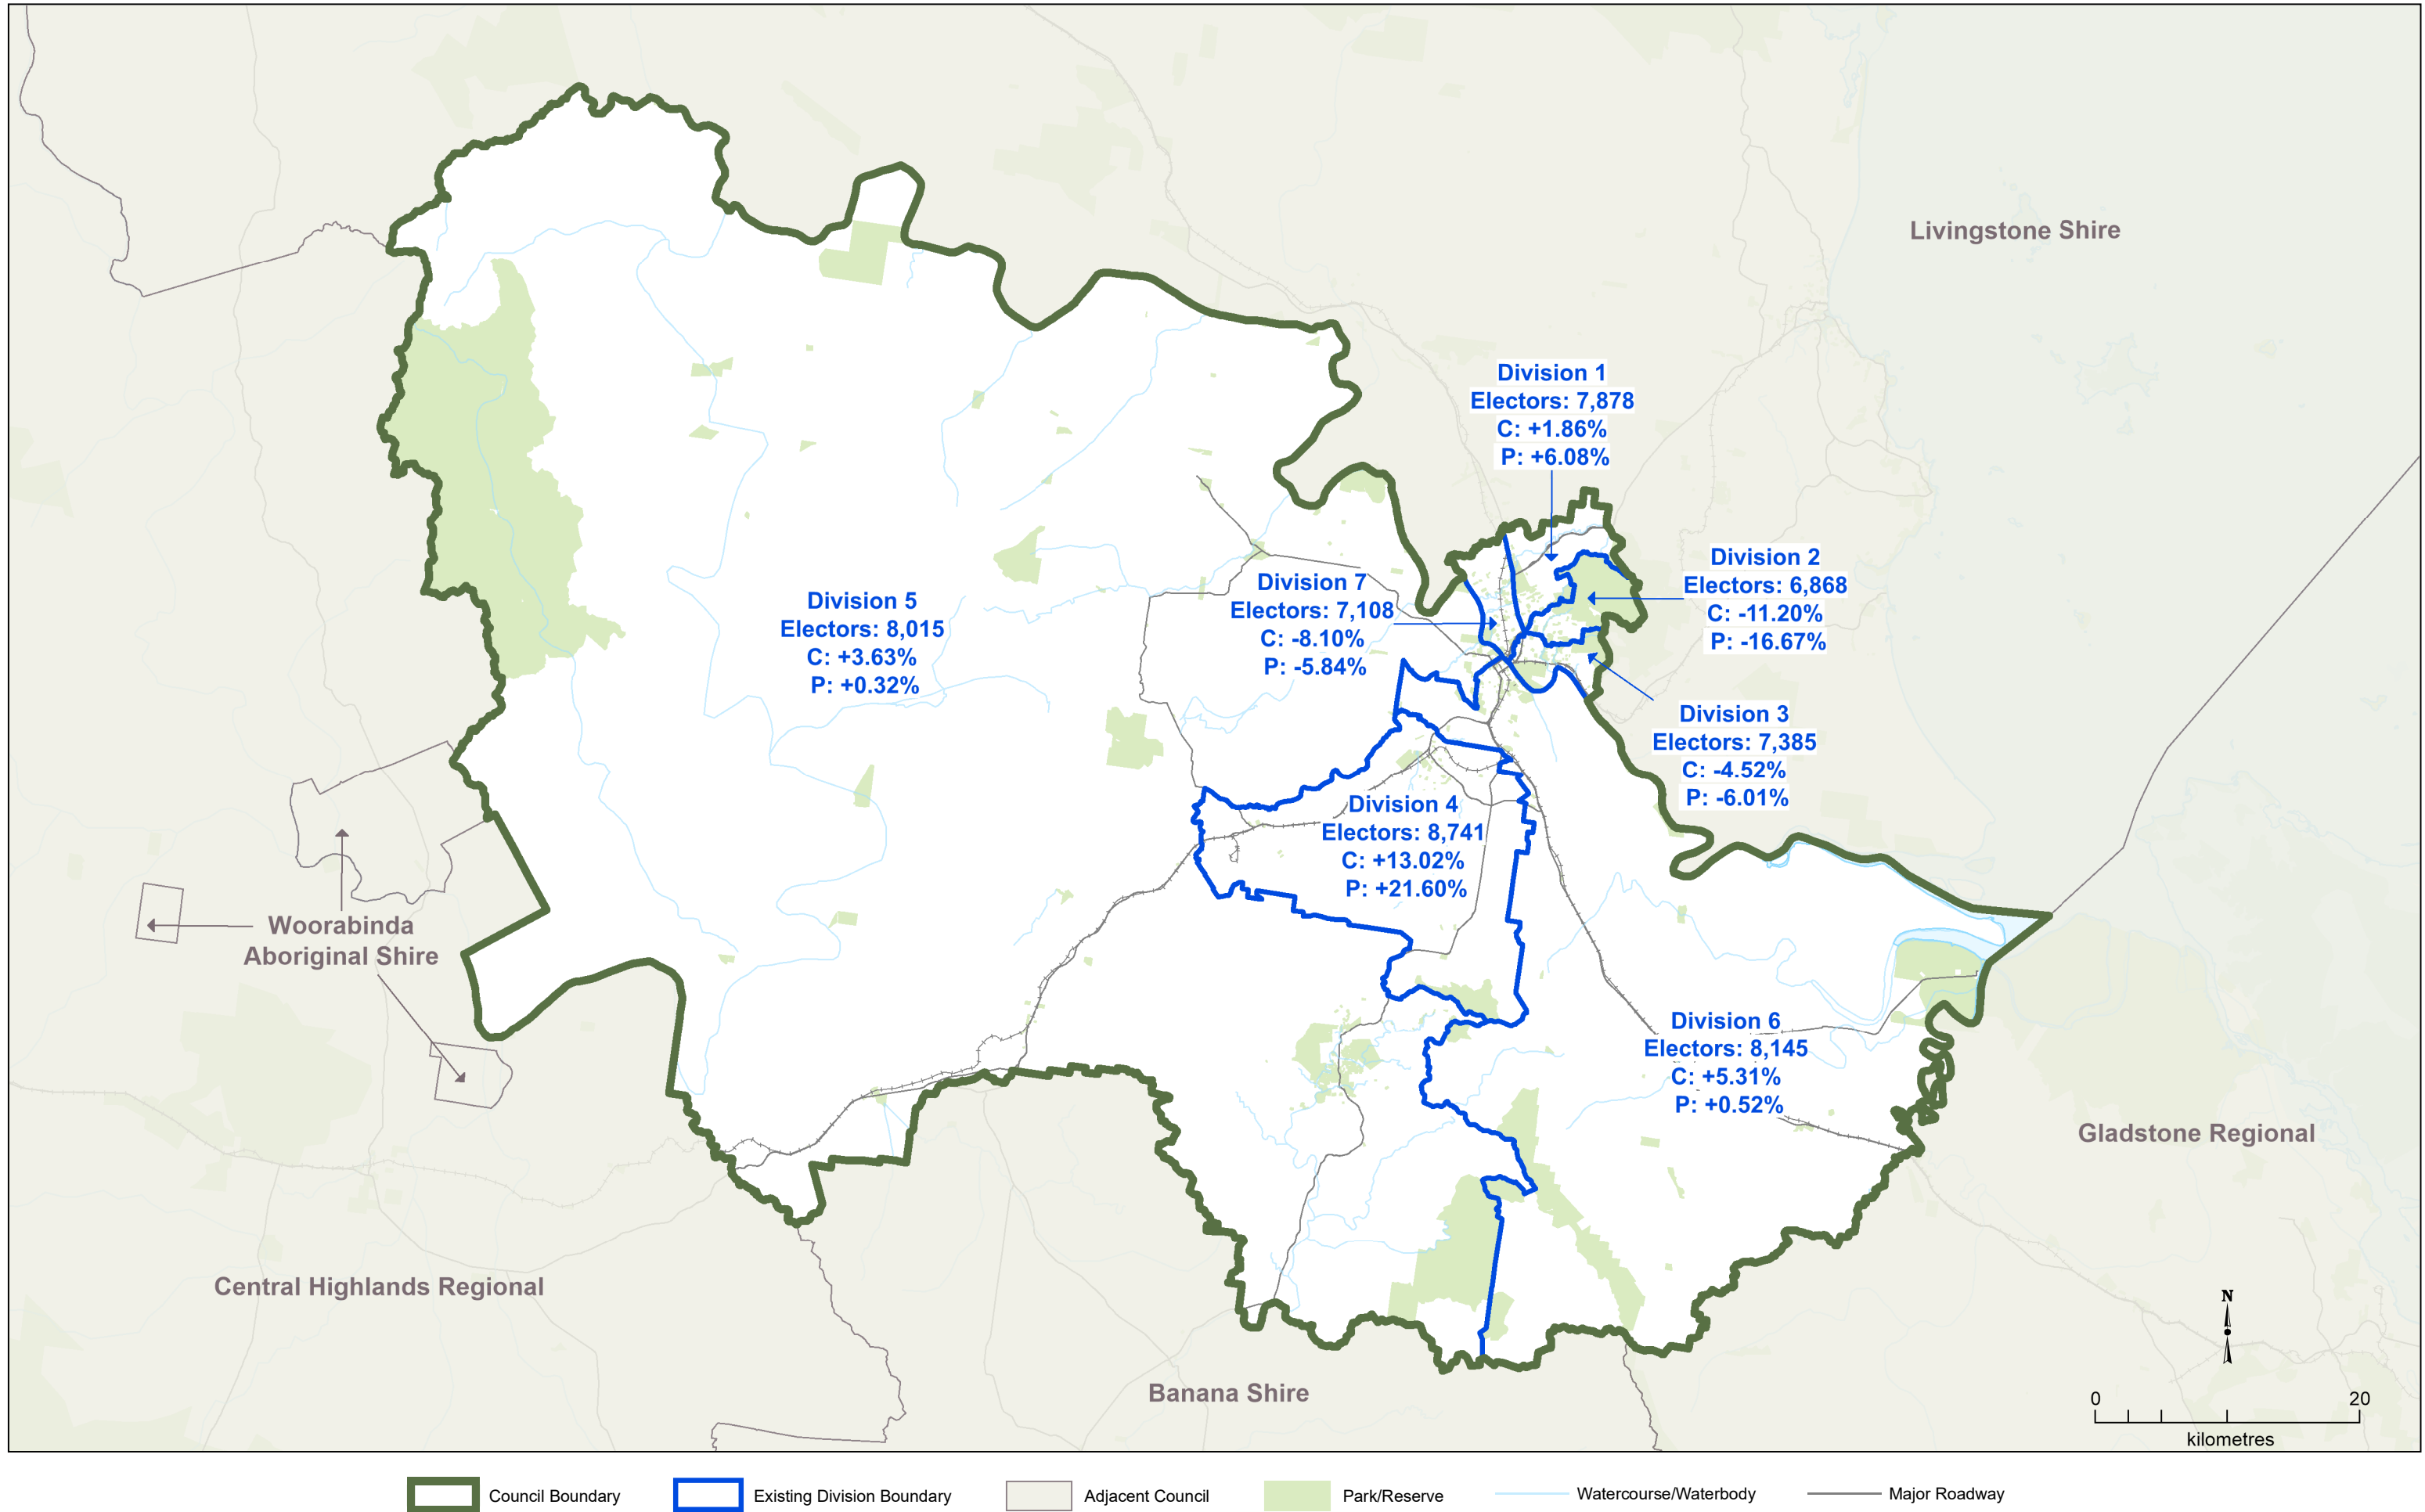 Livingstone Shire
Division 1
Electors: 7,878
C: +1.86%
P: +6.08%
Division 2
Electors: 6,868
C: -11.20%
P: -16.67%
Division 7
Electors: 7,108
C: -8.10%
P: -5.84%
Division 5
Electors: 8,015
C: +3.63%
P: +0.32%
Division 3
Electors: 7,385
C: -4.52%
P: -6.01%
Division 4
Electors: 8,741
C: +13.02%
P: +21.60%
Woorabinda
Aboriginal Shire
Division 6
Electors: 8,145
C: +5.31%
P: +0.52%
Gladstone Regional
Central Highlands Regional
Banana Shire
N
0 20
kilometres
Council Boundary
Existing Division Boundary
Adjacent Council
Park/Reserve
Watercourse/Waterbody
Major Roadway